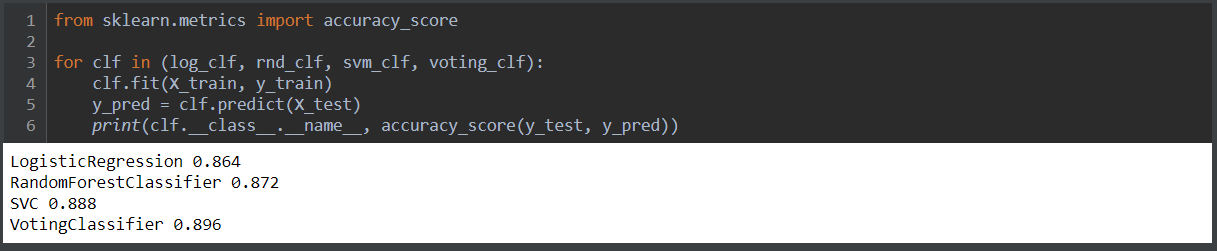 1 from sklearn.metrics import accuracy_score
2
3 for clf in (log_clf, rnd_clf, svm_clf, voting_clf):
4     clf.fit(X_train, y_train)
5     y_pred = clf.predict(X_test)
6     print(clf.__class__.__name__, accuracy_score(y_test, y_pred))
LogisticRegression 0.864
RandomForestClassifier 0.872
SVC 0.888
VotingClassifier 0.896